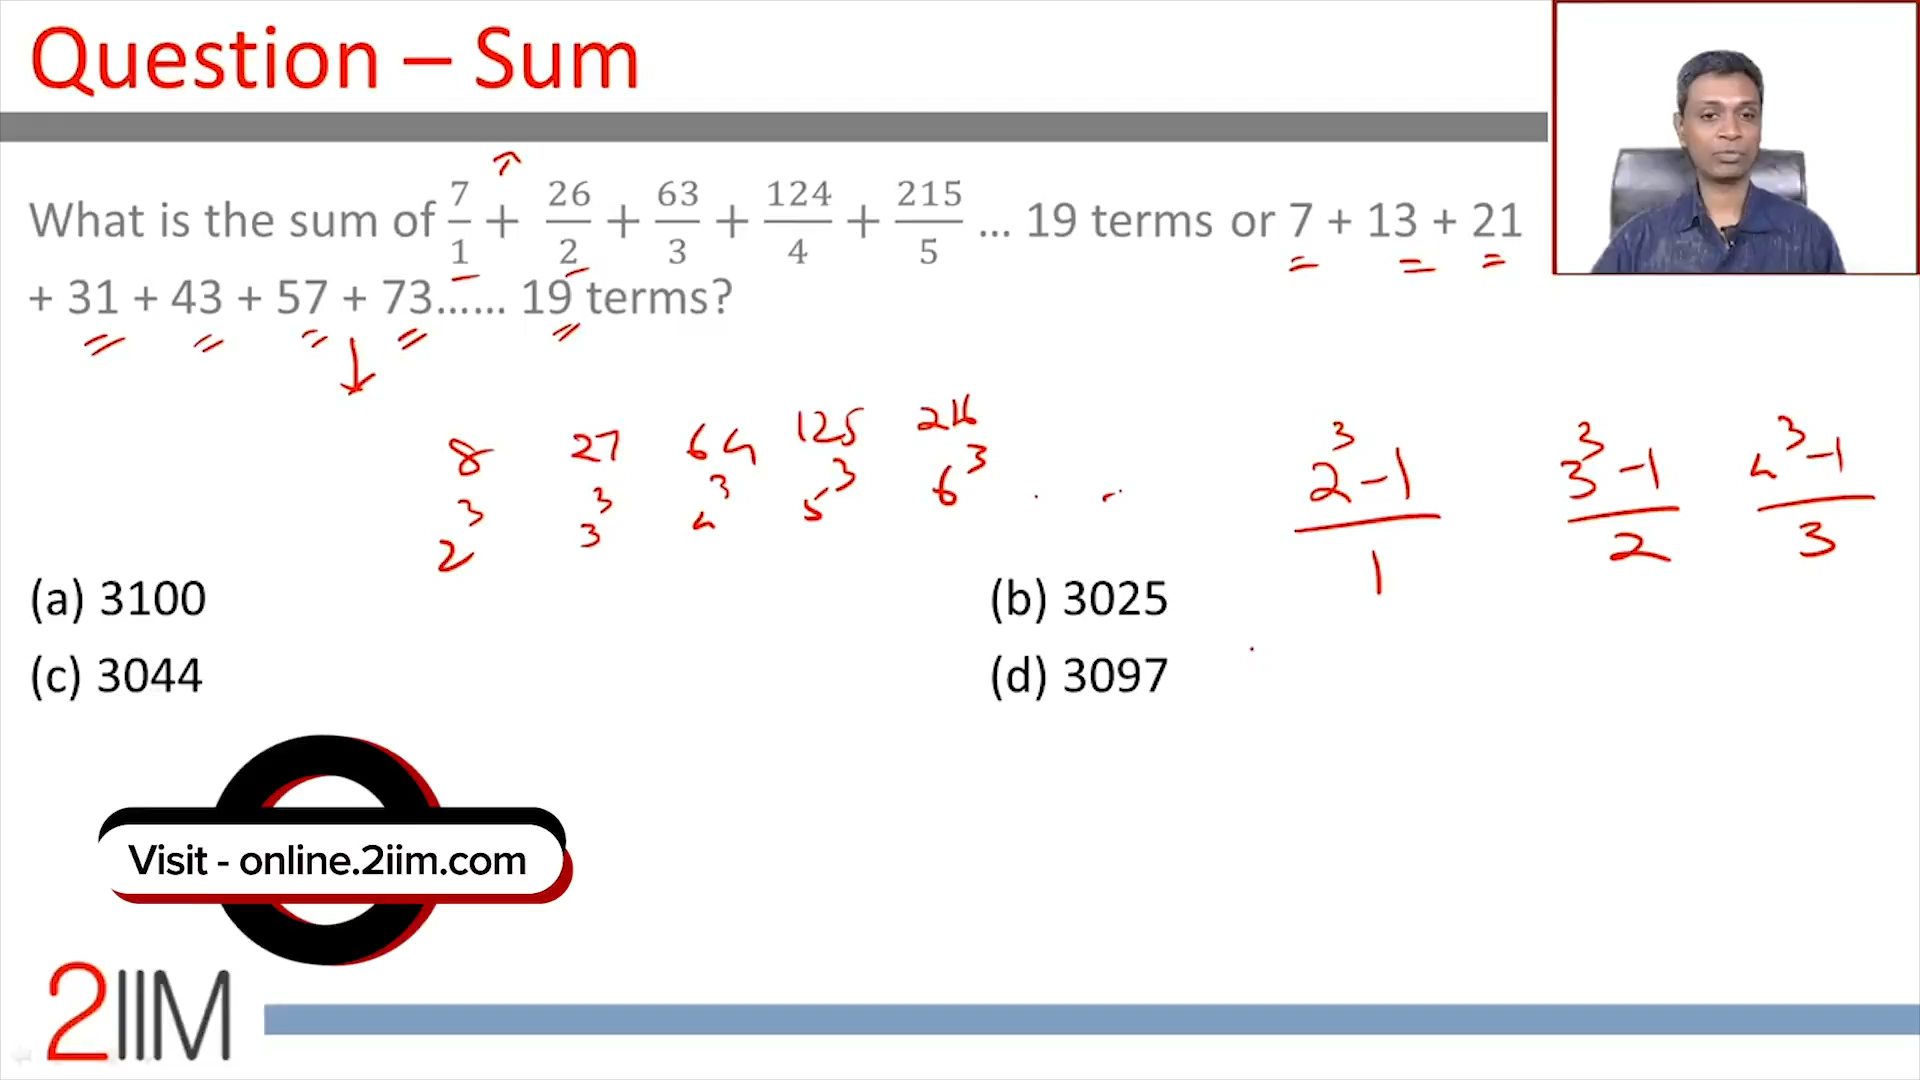 Question – Sum
What is the sum of 7/1 + 26/2 + 63/3 + 124/4 + 215/5 ... 19 terms or 7 + 13 + 21
+ 31 + 43 + 57 + 73...... 19 terms?
8 27 64 125 216
2³ 3³ 4³ 5³ 6³ . . .
2³-1/1 3³-1/2 4³-1/3
(a) 3100 (b) 3025
(c) 3044 (d) 3097
Visit - online.2iim.com
2IIM